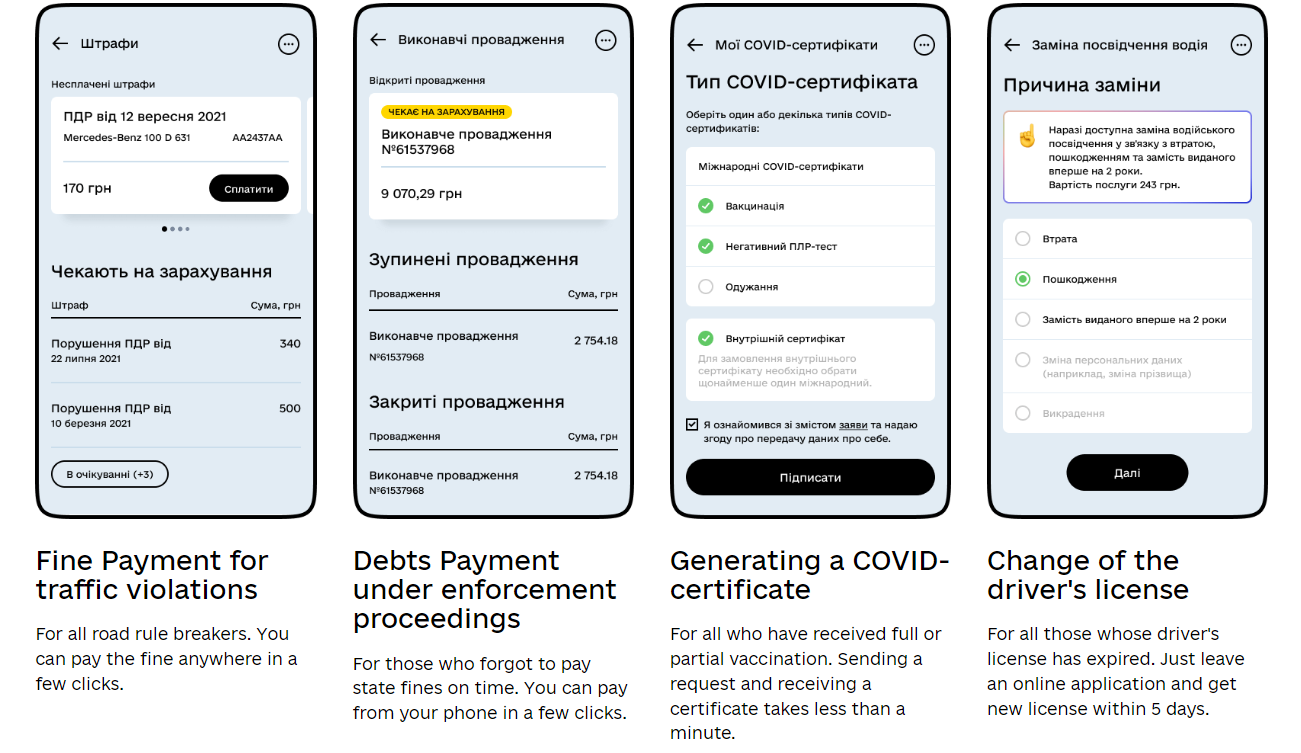 Штрафи
Несплачені штрафи
ПДР від 12 вересня 2021
Mercedes-Benz 100 D 631 AA2437AA
170 грн Сплатити
Чекають на зарахування
Штраф Сума, грн
Порушення ПДР від 340
22 липня 2021
Порушення ПДР від 500
10 березня 2021
В очікуванні (+3)
Fine Payment for
traffic violations
For all road rule breakers. You
can pay the fine anywhere in a
few clicks.
Виконавчі провадження
Відкриті провадження
ЧЕКАЄ НА ЗАРАХУВАННЯ
Виконавче провадження
№61537968
9 070,29 грн
Зупинені провадження
Провадження Сума, грн
Виконавче провадження 2 754.18
№61537968
Закриті провадження
Провадження Сума, грн
Виконавче провадження 2 754.18
№61537968
Debts Payment
under enforcement
proceedings
For those who forgot to pay
state fines on time. You can pay
from your phone in a few clicks.
Мої COVID-сертифікати
Тип COVID-сертифіката
Оберіть один або декілька типів COVID-
сертифікатів:
Міжнародні COVID-сертифікати
Вакцинація
Негативний ПЛР-тест
Одужання
Внутрішній сертифікат
Для замовлення внутрішнього
сертифікату необхідно обрати
щонайменше один міжнародний.
Я ознайомився зі змістом заяви та надаю
згоду про передачу даних про себе.
Підписати
Generating a COVID-
certificate
For all who have received full or
partial vaccination. Sending a
request and receiving a
certificate takes less than a
minute.
Заміна посвідчення водія
Причина заміни
Наразі доступна заміна водійського
посвідчення у зв'язку з втратою,
пошкодженням та замість виданого
вперше на 2 роки.
Вартість послуги 243 грн.
Втрата
Пошкодження
Замість виданого вперше на 2 роки
Зміна персональних даних
(наприклад, зміна прізвища)
Викрадення
Далі
Change of the
driver's license
For all those whose driver's
license has expired. Just leave
an online application and get
new license within 5 days.